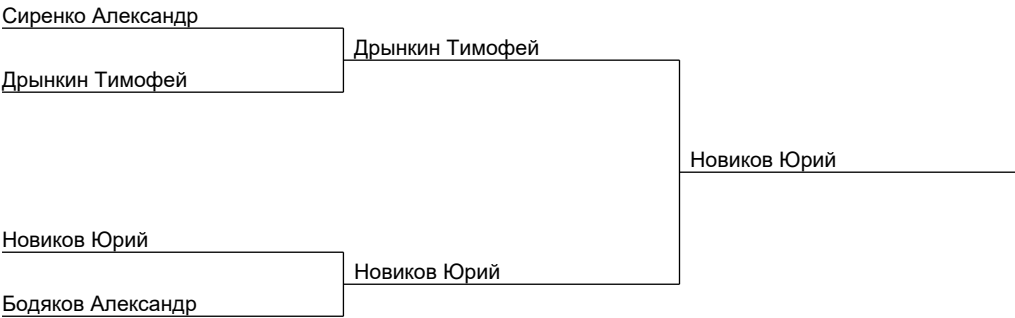 Сиренко Александр
Дрынкин Тимофей
Дрынкин Тимофей
Новиков Юрий
Новиков Юрий
Новиков Юрий
Бодяков Александр